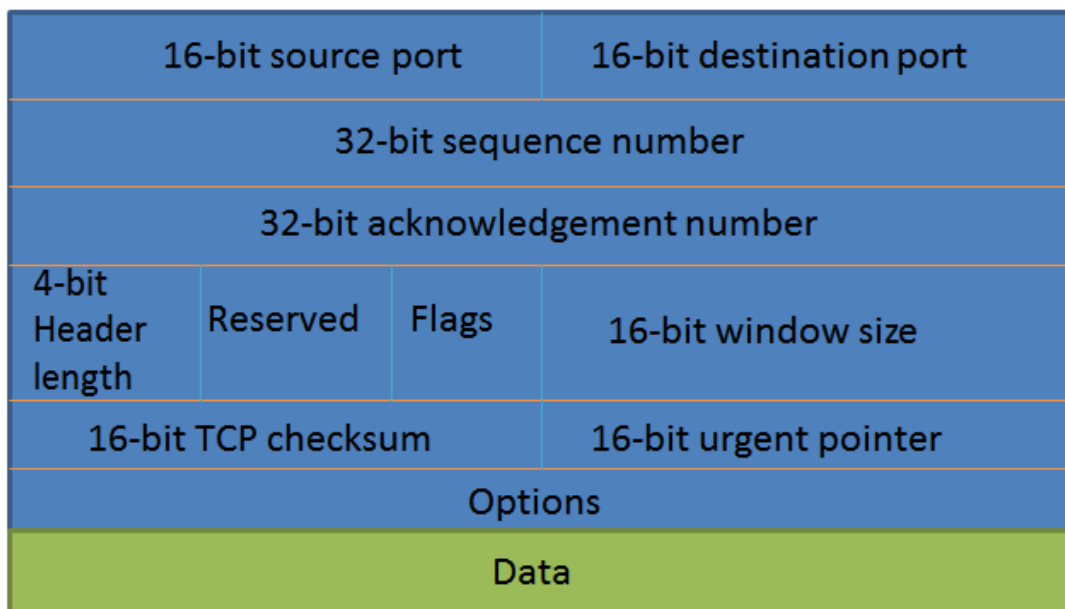 16-bit source port
16-bit destination port
32-bit sequence number
32-bit acknowledgement number
4-bit
Header
length
Reserved
Flags
16-bit window size
16-bit TCP checksum
16-bit urgent pointer
Options
Data